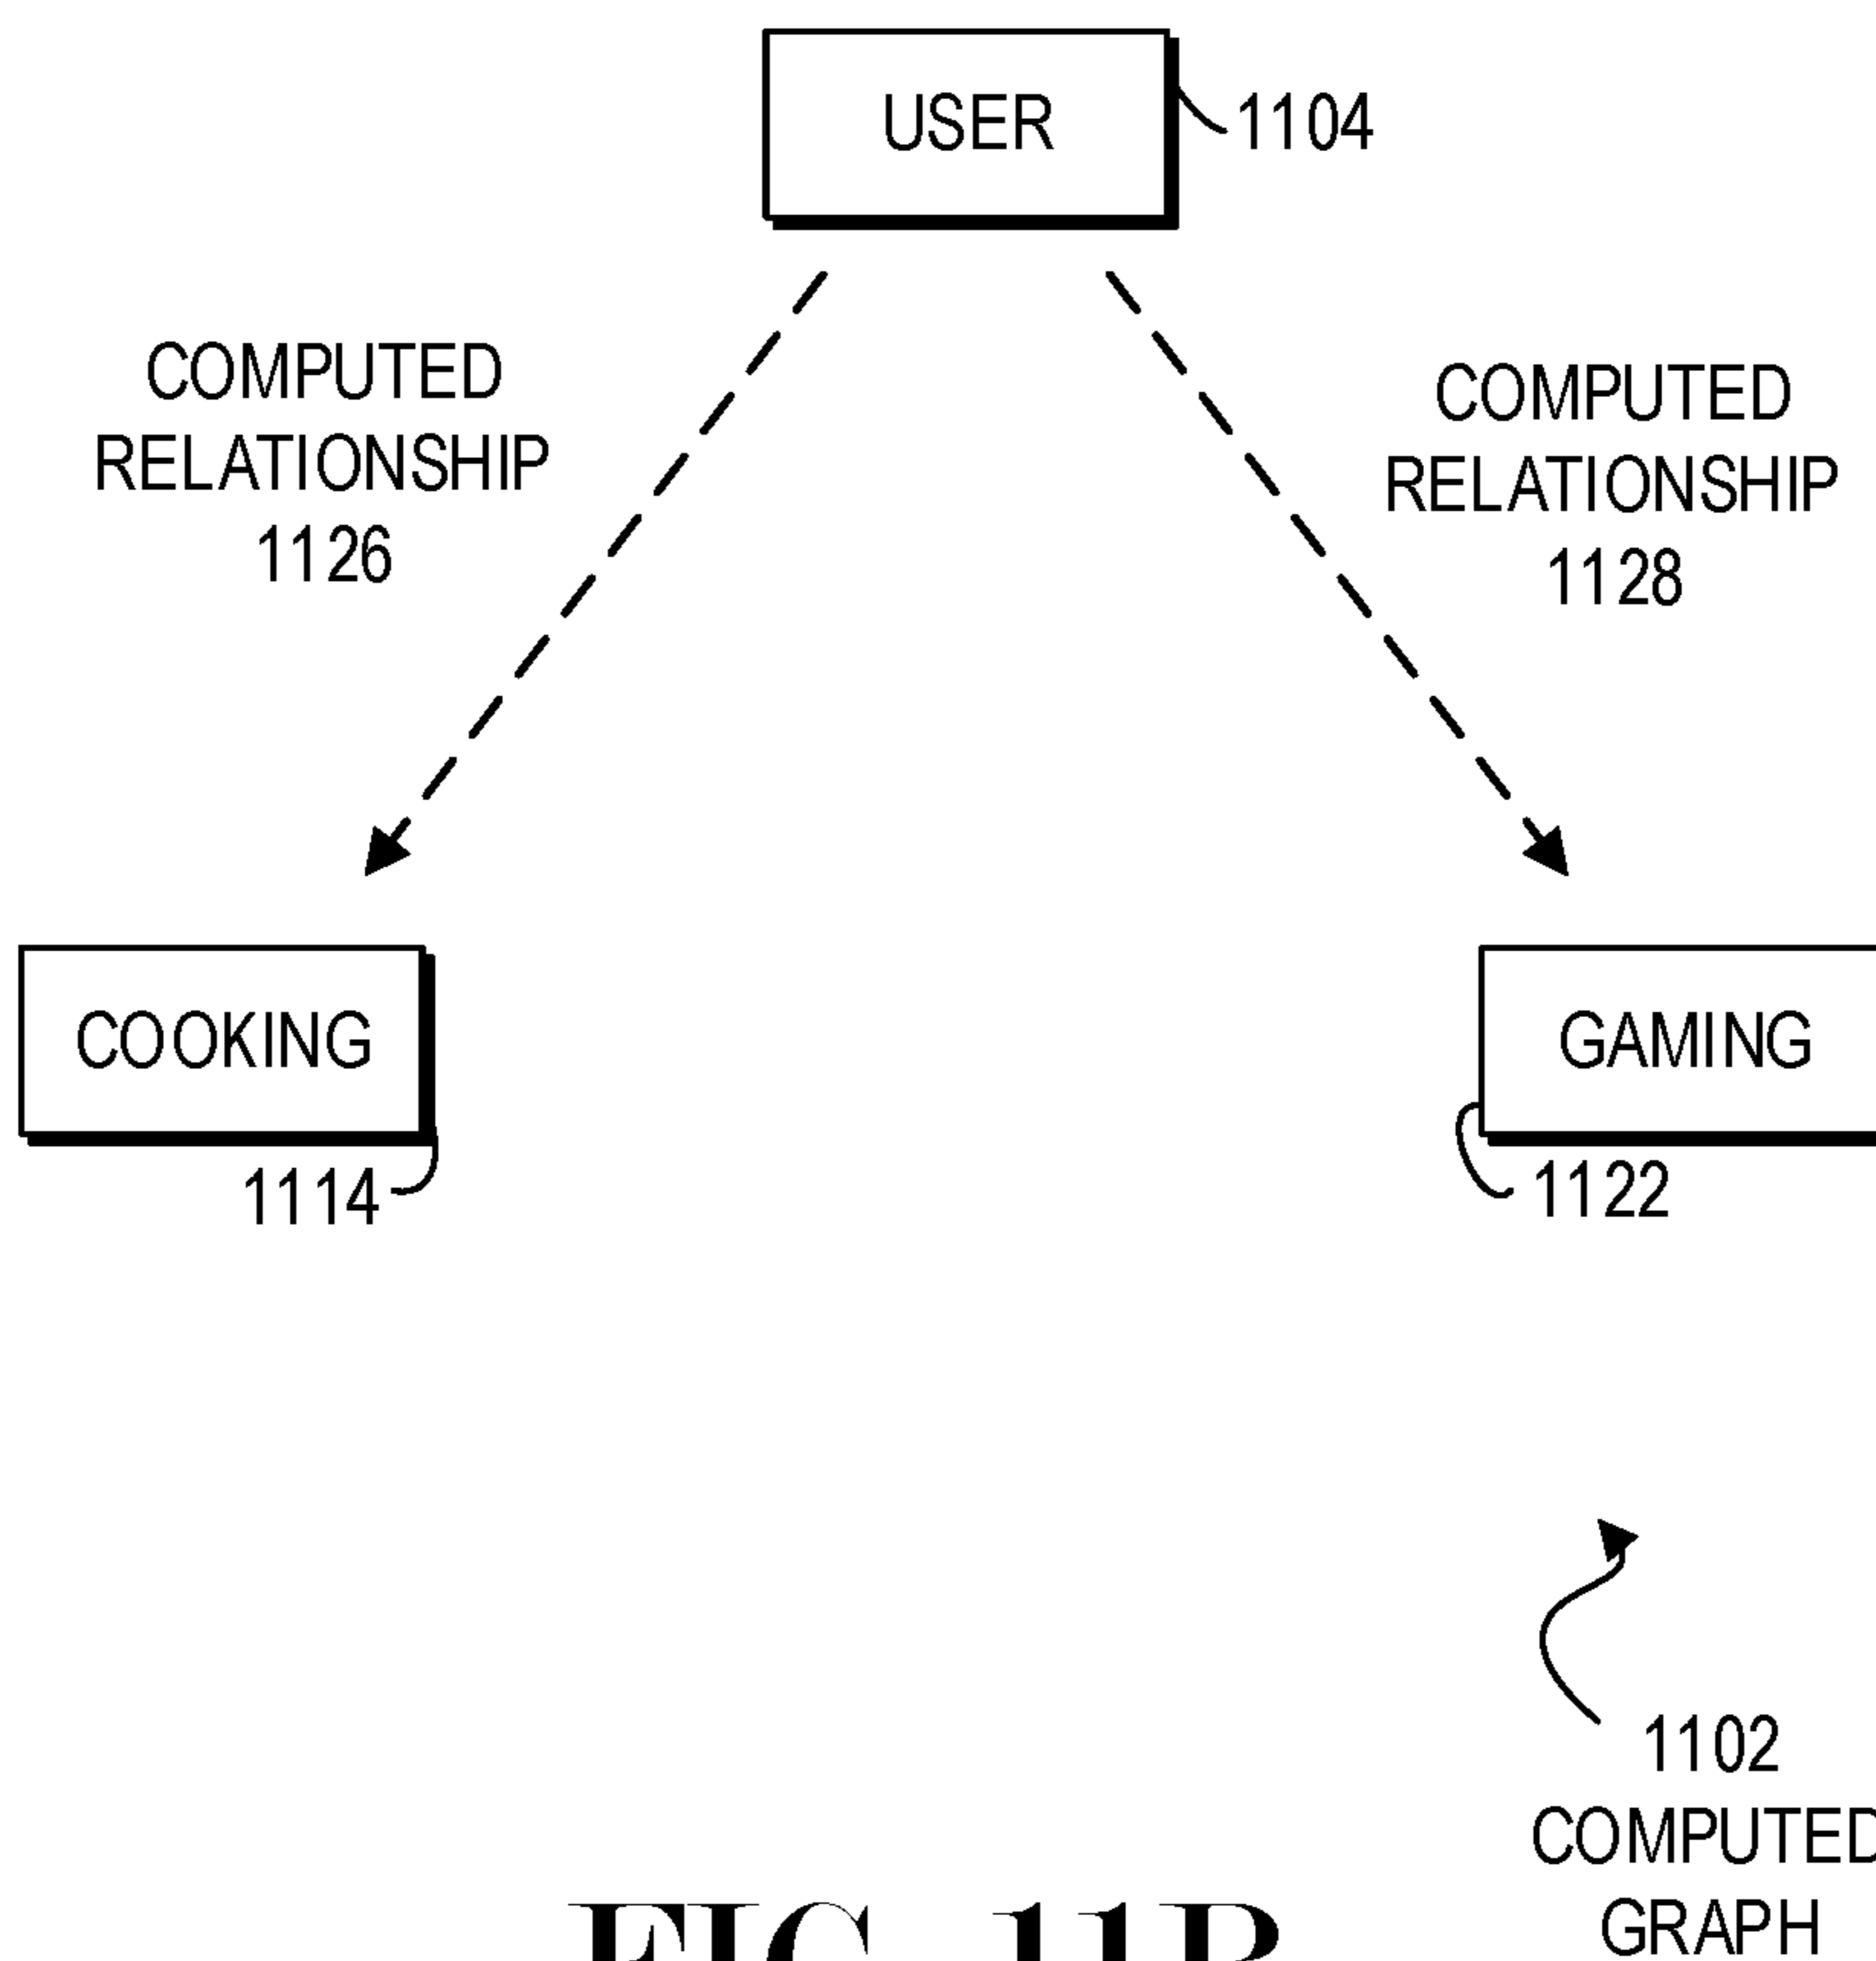 USER
1104
COMPUTED
RELATIONSHIP
1126
COMPUTED
RELATIONSHIP
1128
COOKING
GAMING
1114
1122
1102
COMPUTED
GRAPH